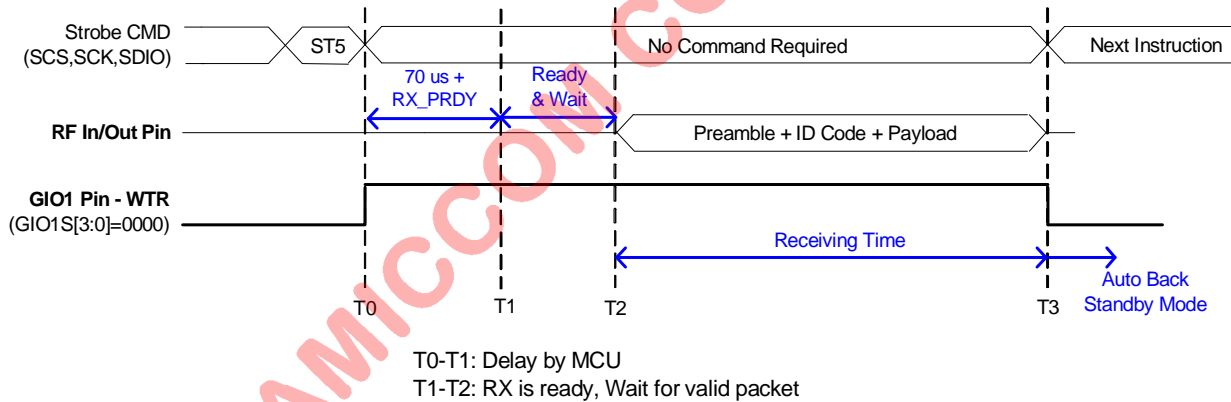 Strobe CMD
(SCS,SCK,SDIO)
ST5
No Command Required
Next Instruction
70 us +
RX_PRDY
Ready
& Wait
RF In/Out Pin
Preamble + ID Code + Payload
GIO1 Pin - WTR
(GIO1S[3:0]=0000)
Receiving Time
Auto Back
Standby Mode
T0
T1
T2
T3
T0-T1: Delay by MCU
T1-T2: RX is ready, Wait for valid packet
AMICCOM CO